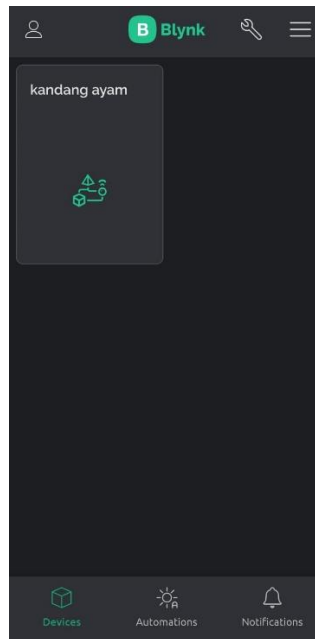 B Blynk
kandang ayam
Devices
Automations
Notifications